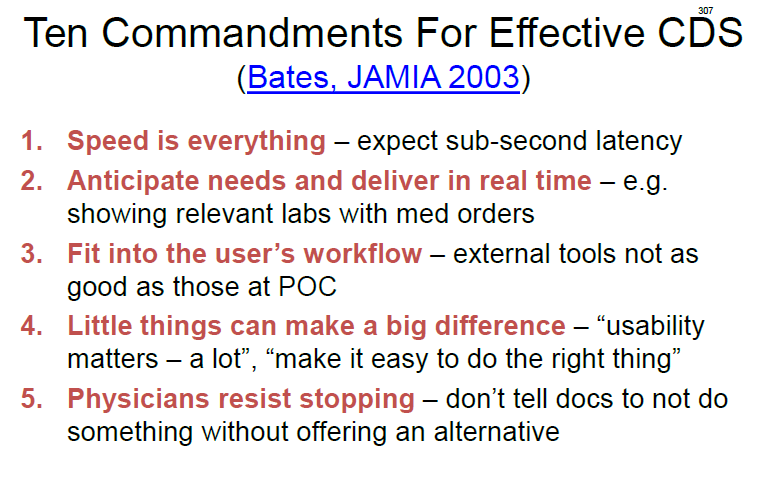 307
Ten Commandments For Effective CDS
(Bates, JAMIA 2003)
1. Speed is everything – expect sub-second latency
2. Anticipate needs and deliver in real time – e.g.
showing relevant labs with med orders
3. Fit into the user’s workflow – external tools not as
good as those at POC
4. Little things can make a big difference – “usability
matters – a lot”, “make it easy to do the right thing”
5. Physicians resist stopping – don’t tell docs to not do
something without offering an alternative